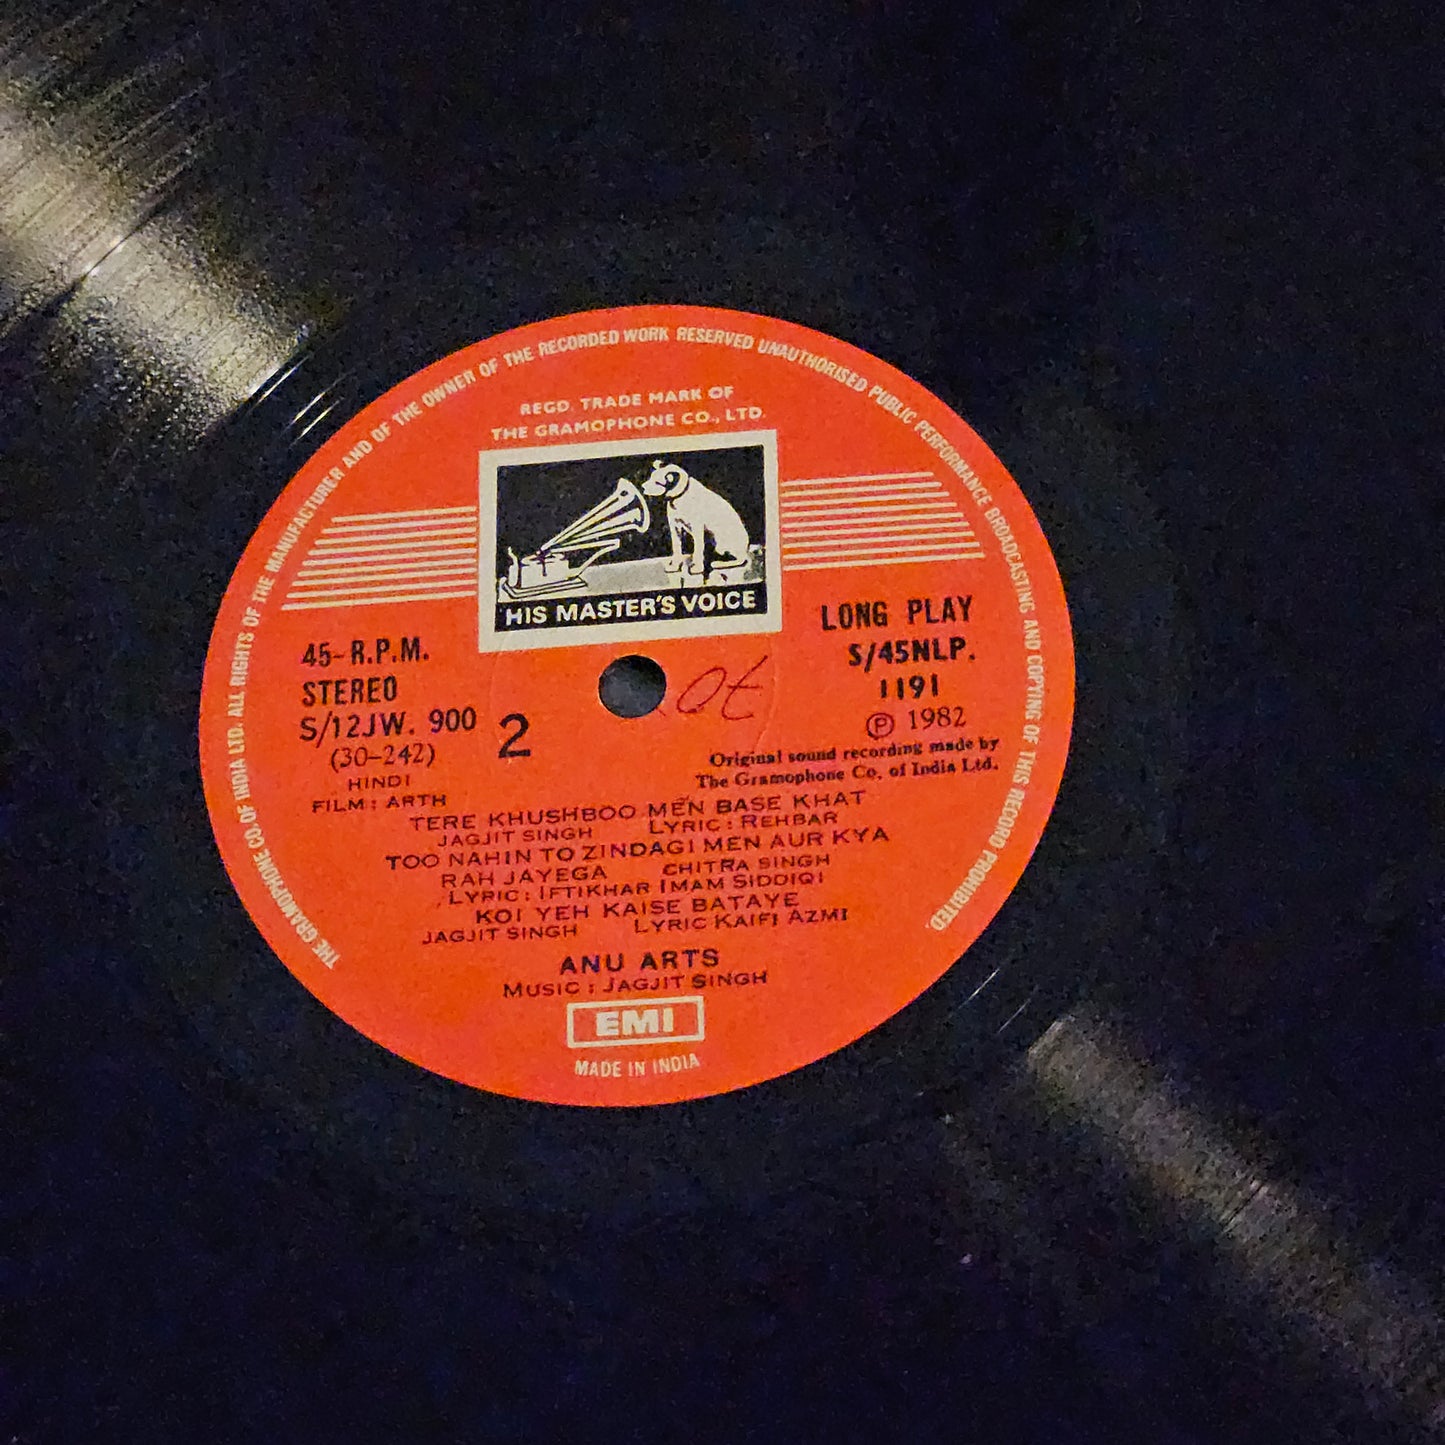 THE GRAMOPHONE CO. OF INDIA LTD. ALL RIGHTS OF THE MANUFACTURER AND OF THE OWNER OF THE RECORDED WORK RESERVED UNAUTHORISED PUBLIC PERFORMANCE BROADCASTING AND COPYING OF THIS RECORD PROHIBITED.
REGD. TRADE MARK OF
THE GRAMOPHONE CO., LTD.
HIS MASTER'S VOICE
45-R.P.M.
STEREO
S/12JW. 900
(30-242)
HINDI
FILM : ARTH
2
LONG PLAY
S/45NLP.
1191
℗ 1982
Original sound recording made by
The Gramophone Co. of India Ltd.
TERE KHUSHBOO MEN BASE KHAT
JAGJIT SINGH LYRIC : REHBAR
TOO NAHIN TO ZINDAGI MEN AUR KYA
RAH JAYEGA CHITRA SINGH
LYRIC : IFTIKHAR IMAM SIDDIQI
KOI YEH KAISE BATAYE
JAGJIT SINGH LYRIC KAIFI AZMI
ANU ARTS
MUSIC : JAGJIT SINGH
EMI
MADE IN INDIA